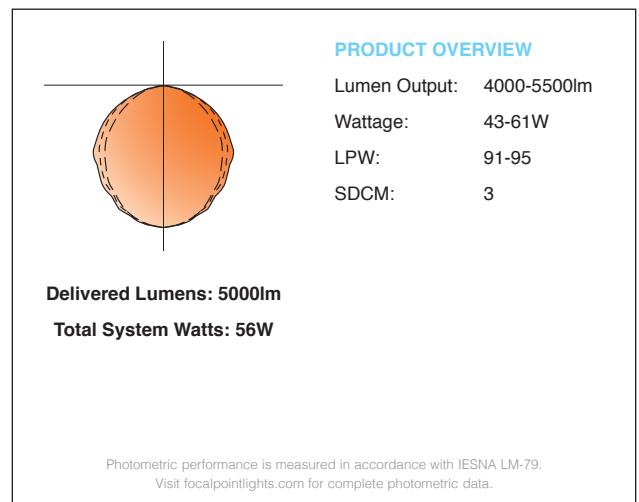 PRODUCT OVERVIEW
Lumen Output: 4000-5500lm
Wattage: 43-61W
LPW: 91-95
SDCM: 3
Delivered Lumens: 5000lm
Total System Watts: 56W
Photometric performance is measured in accordance with IESNA LM-79.
Visit focalpointlights.com for complete photometric data.